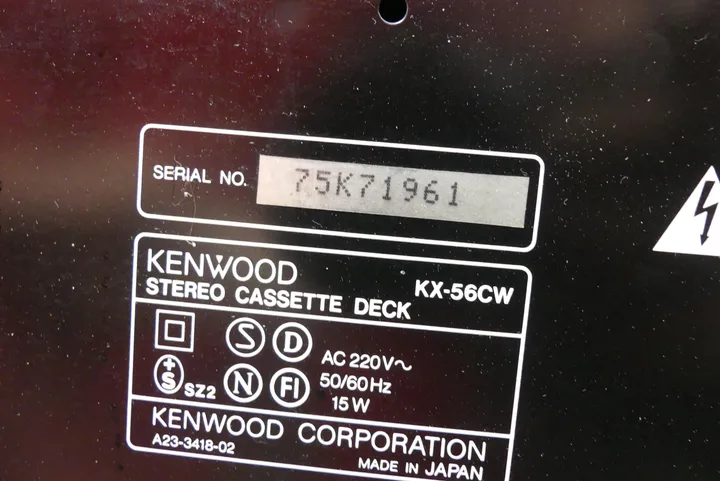 SERIAL NO. 75K71961
KENWOOD KX-56CW
STEREO CASSETTE DECK
S D
AC 220V~
+S SZ2 N FI
50/60Hz
15W
KENWOOD CORPORATION
A23-3418-02
MADE IN JAPAN